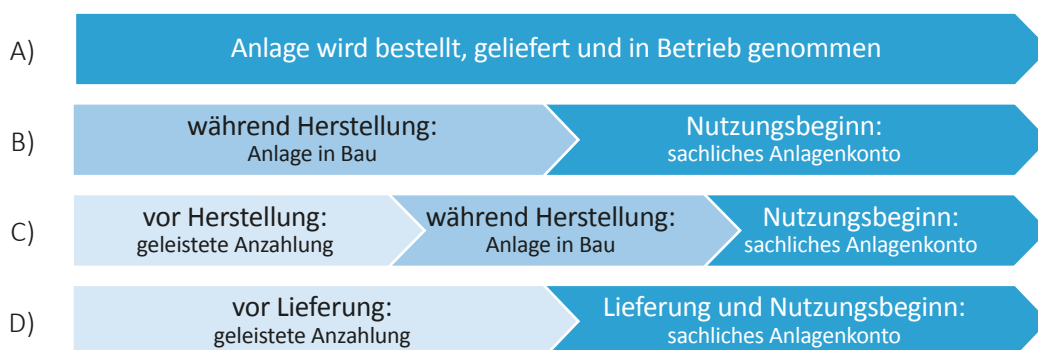 A)
Anlage wird bestellt, geliefert und in Betrieb genommen
B)
während Herstellung:
Anlage in Bau
Nutzungsbeginn:
sachliches Anlagenkonto
C)
vor Herstellung:
geleistete Anzahlung
während Herstellung:
Anlage in Bau
Nutzungsbeginn:
sachliches Anlagenkonto
D)
vor Lieferung:
geleistete Anzahlung
Lieferung und Nutzungsbeginn:
sachliches Anlagenkonto